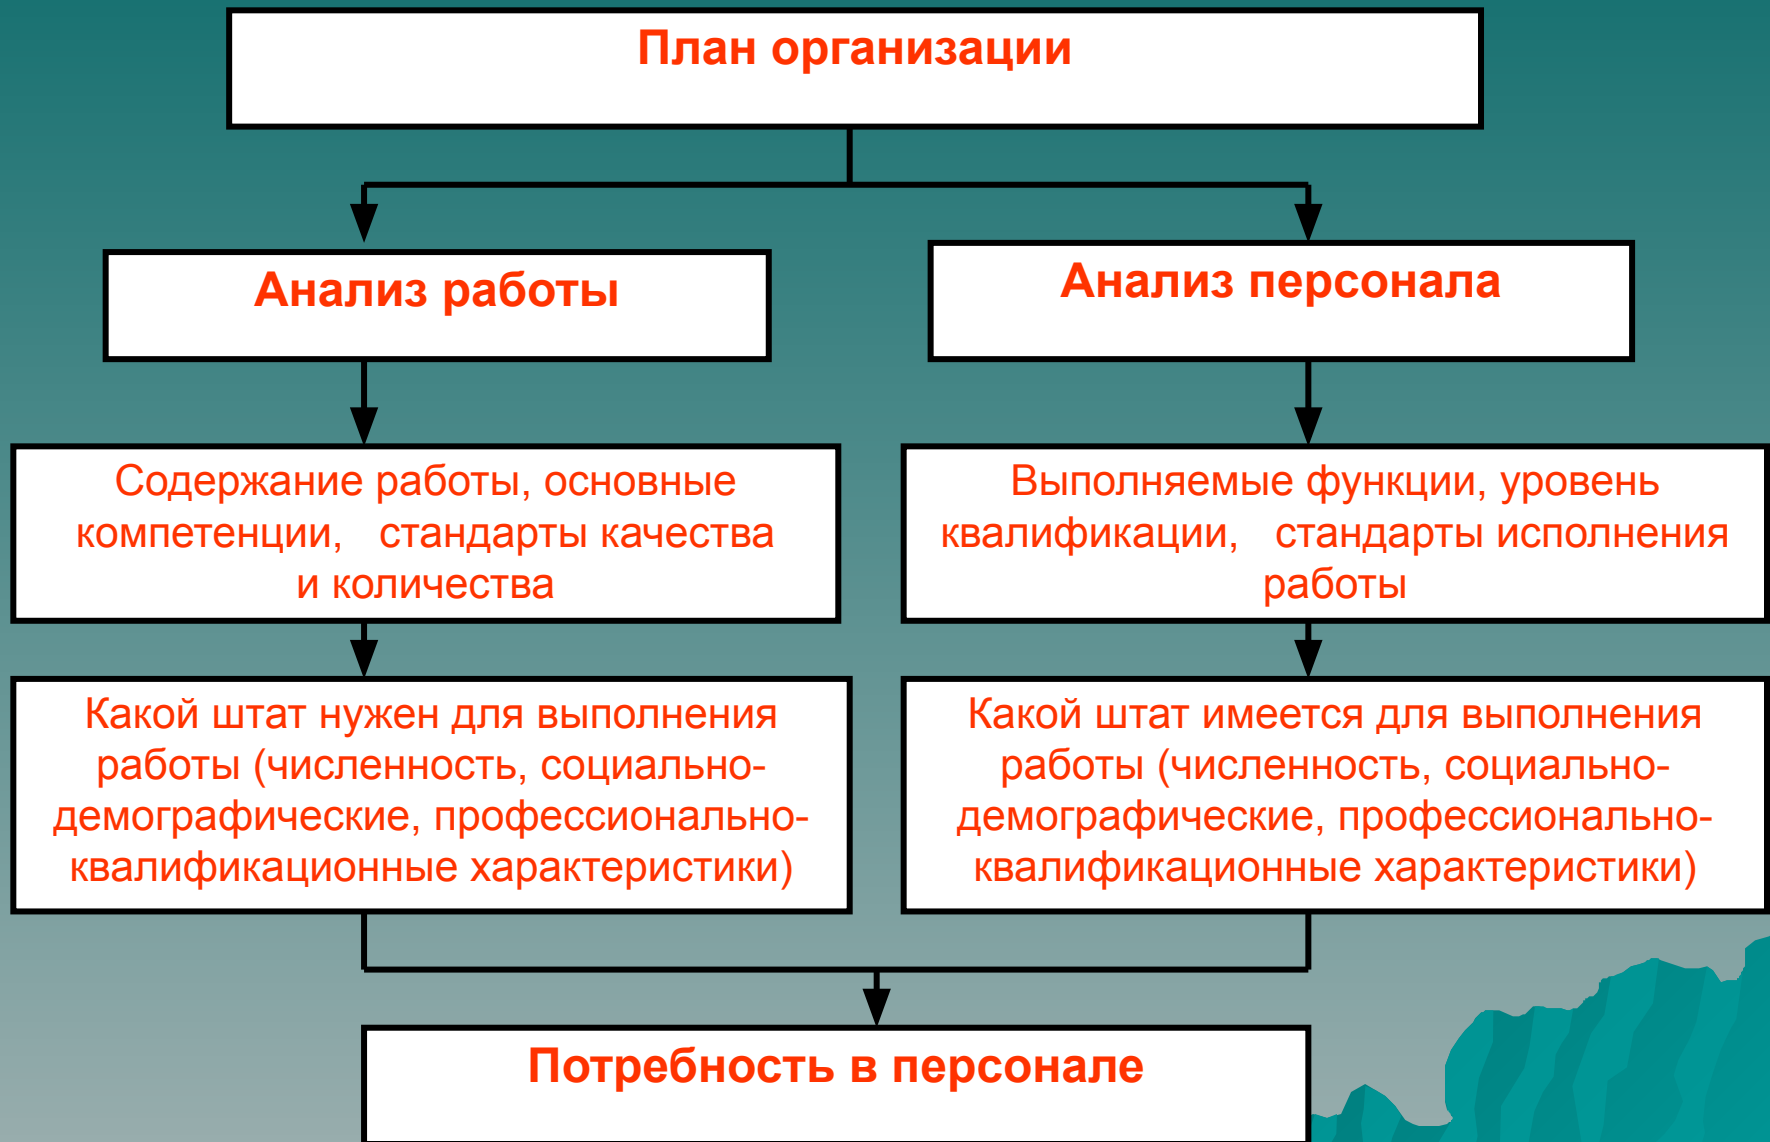 План организации
Анализ работы
Анализ персонала
Содержание работы, основные
компетенции, стандарты качества
и количества
Выполняемые функции, уровень
квалификации, стандарты исполнения
работы
Какой штат нужен для выполнения
работы (численность, социально-
демографические, профессионально-
квалификационные характеристики)
Какой штат имеется для выполнения
работы (численность, социально-
демографические, профессионально-
квалификационные характеристики)
Потребность в персонале